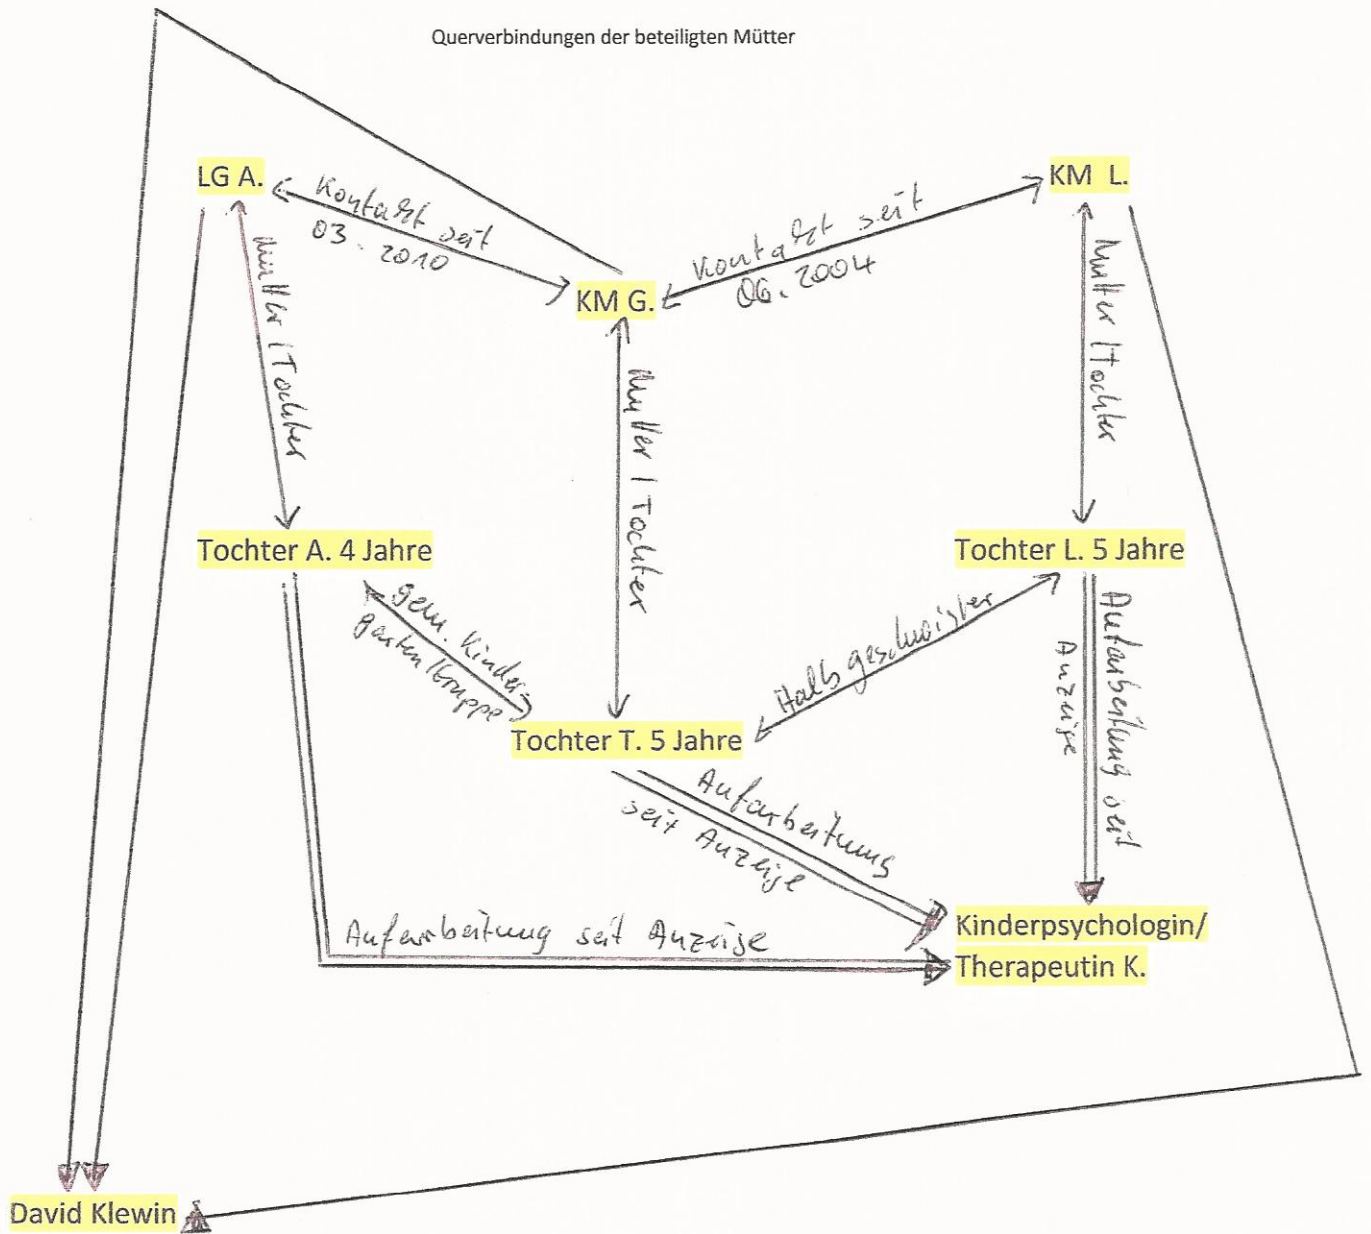 Querverbindungen der beteiligten Mütter
LG A.
KM L.
Kontakt seit
03.2010
Kontakt seit
06.2004
KM G.
Mutter / Tochter
Mutter / Tochter
Mutter / Tochter
Tochter A. 4 Jahre
Tochter L. 5 Jahre
gem. Kinder-
garten / Gruppe
Halbgeschwister
Aufarbeitung seit
Anzeige
Tochter T. 5 Jahre
Aufarbeitung
seit Anzeige
Aufarbeitung seit Anzeige
Kinderpsychologin/
Therapeutin K.
David Klewin